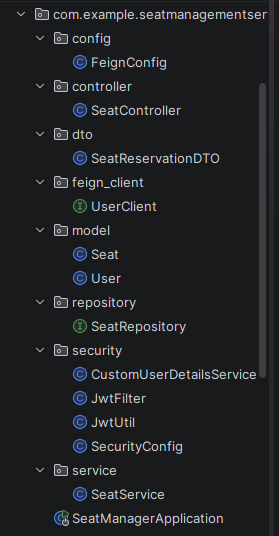 com.example.seatmanagementser
config
FeignConfig
controller
SeatController
dto
SeatReservationDTO
feign_client
UserClient
model
Seat
User
repository
SeatRepository
security
CustomUserDetailsService
JwtFilter
JwtUtil
SecurityConfig
service
SeatService
SeatManagerApplication